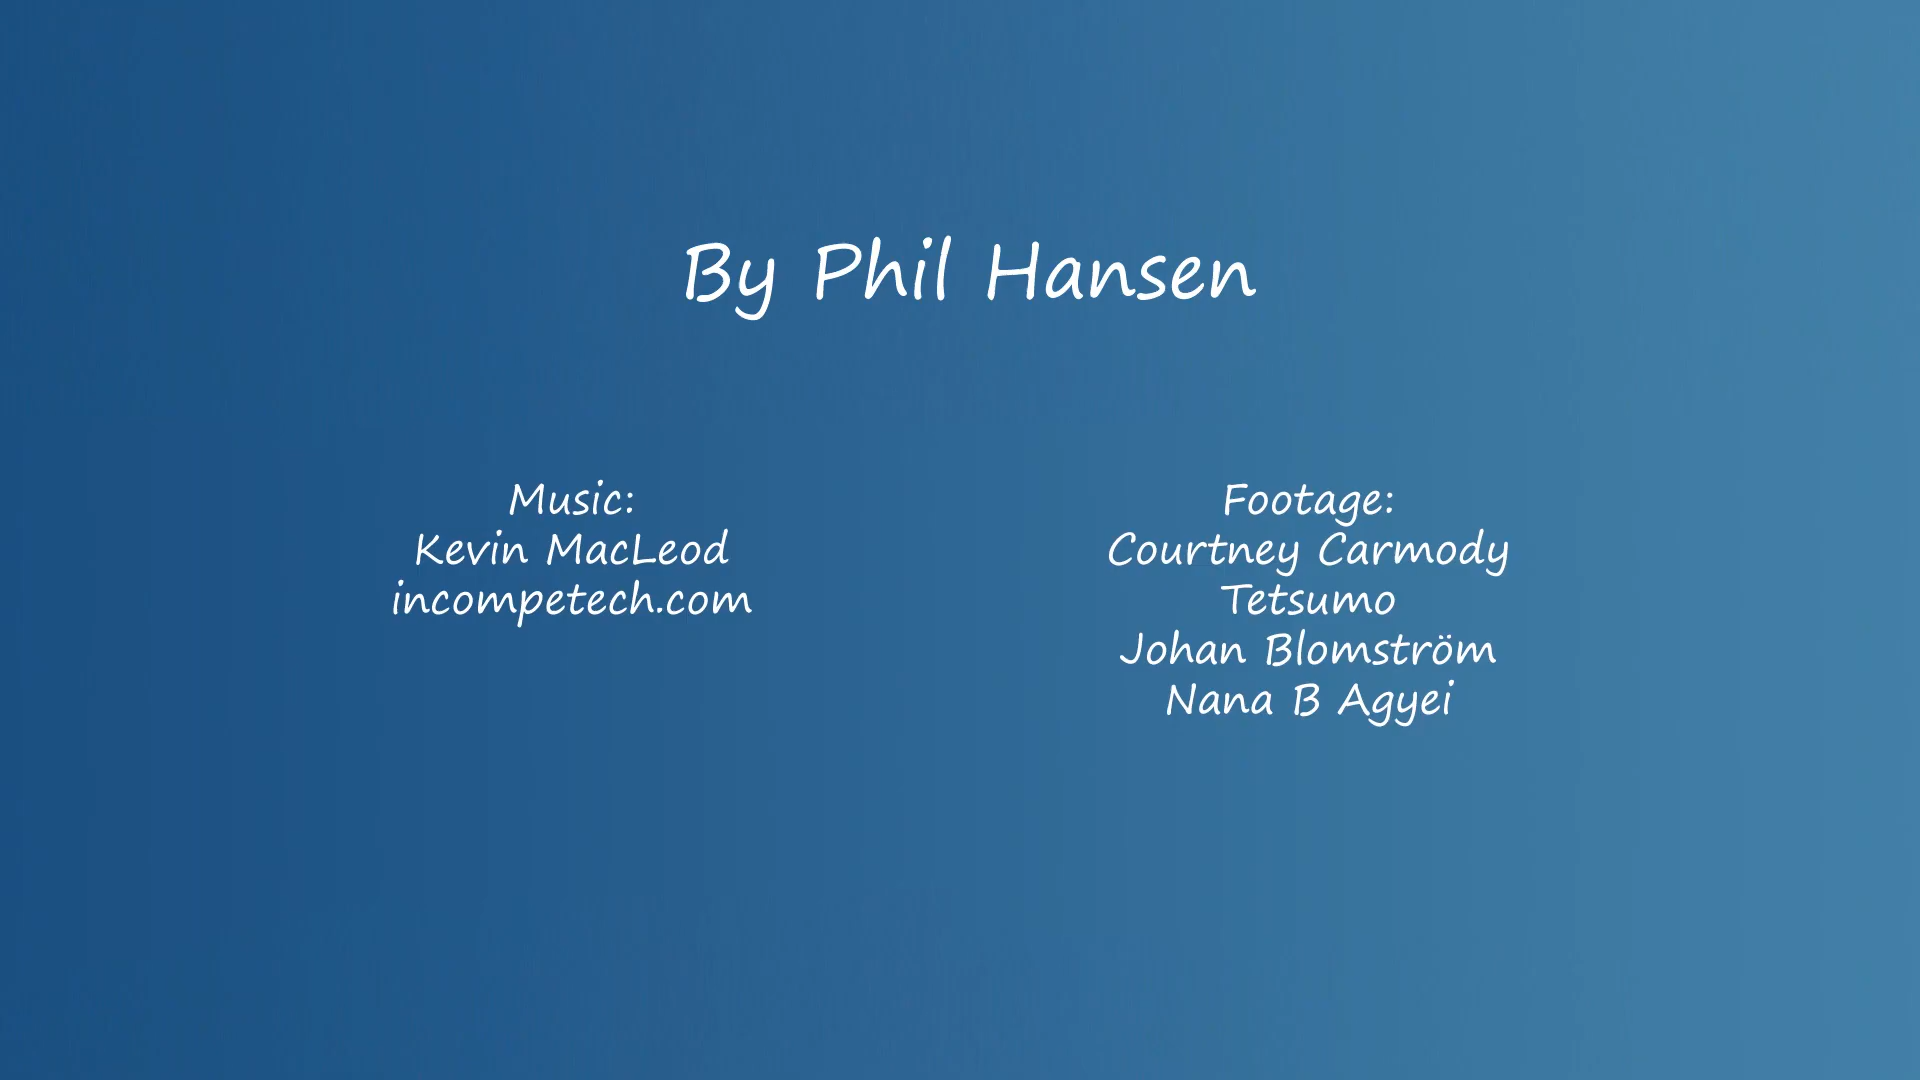 By Phil Hansen
Music:
Kevin MacLeod
incompetech.com
Footage:
Courtney Carmody
Tetsumo
Johan Blomström
Nana B Agyei